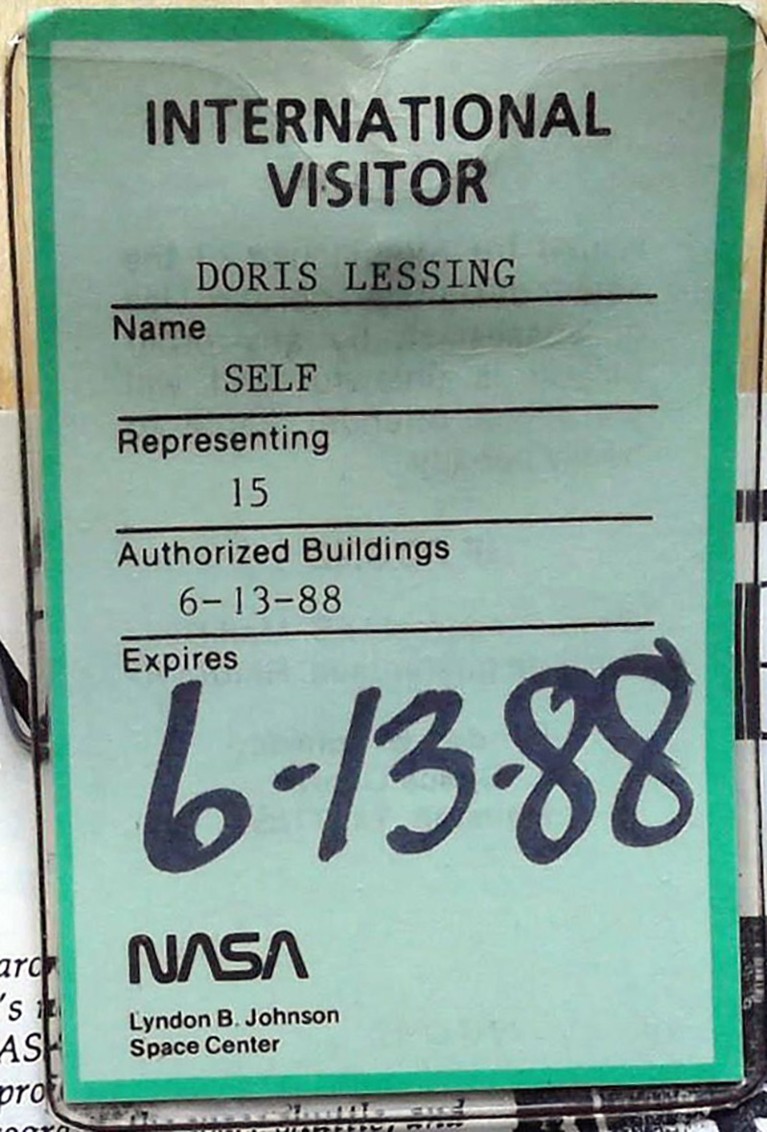 INTERNATIONAL
VISITOR
DORIS LESSING
Name
SELF
Representing
15
Authorized Buildings
6-13-88
Expires
6-13-88
NASA
Lyndon B. Johnson
Space Center